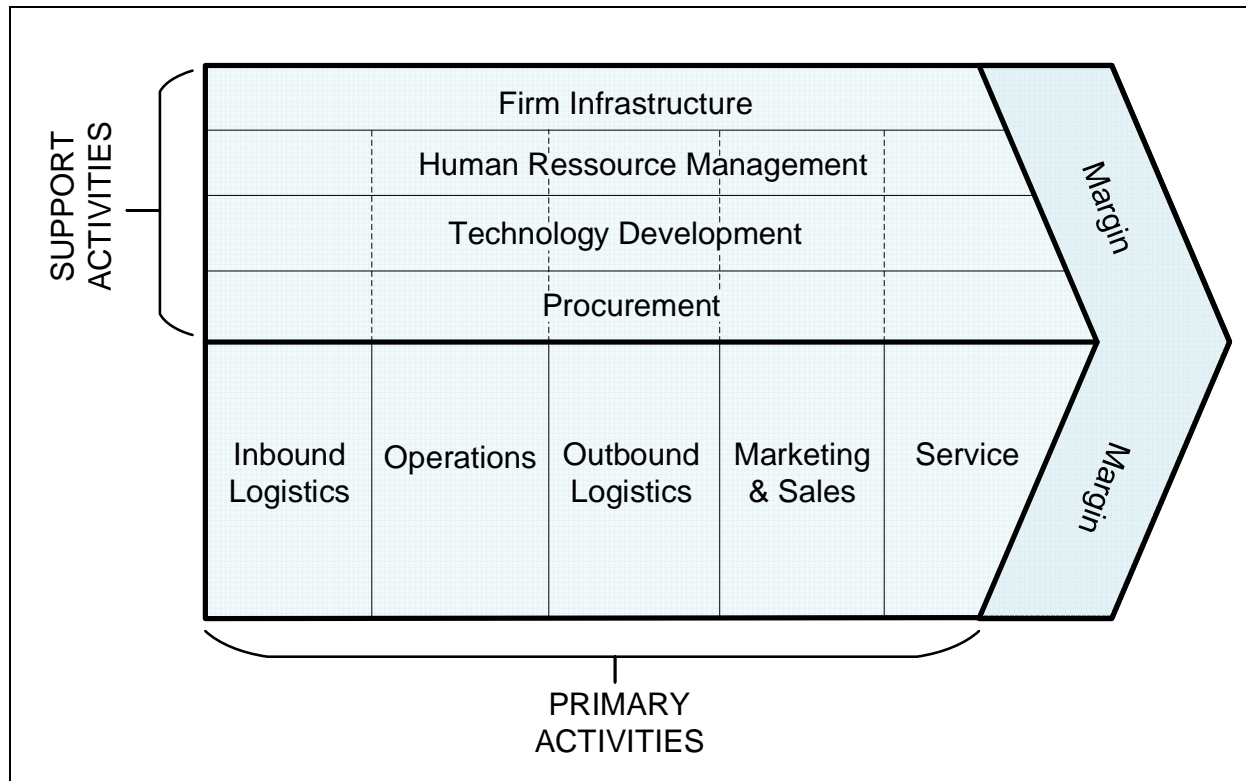 SUPPORT
ACTIVITIES
Firm Infrastructure
Human Ressource Management
Technology Development
Procurement
Margin
Inbound
Logistics
Operations
Outbound
Logistics
Marketing
& Sales
Service
Margin
PRIMARY
ACTIVITIES